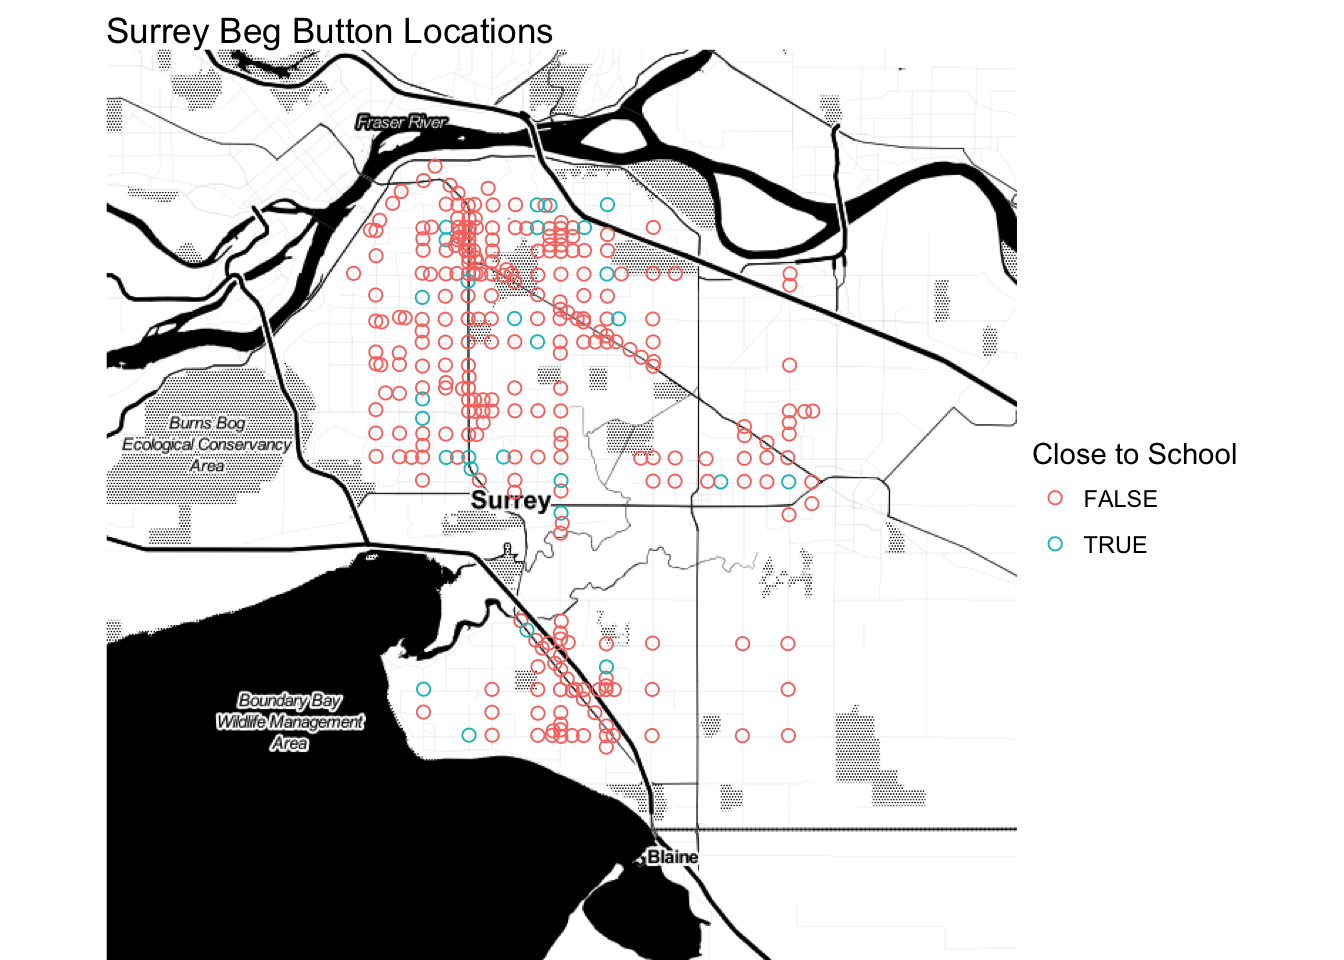 Surrey Beg Button Locations
Fraser River
Burns Bog
Ecological Conservancy
Area
Surrey
Boundary Bay
Wildlife Management
Area
Blaine
Close to School
FALSE
TRUE